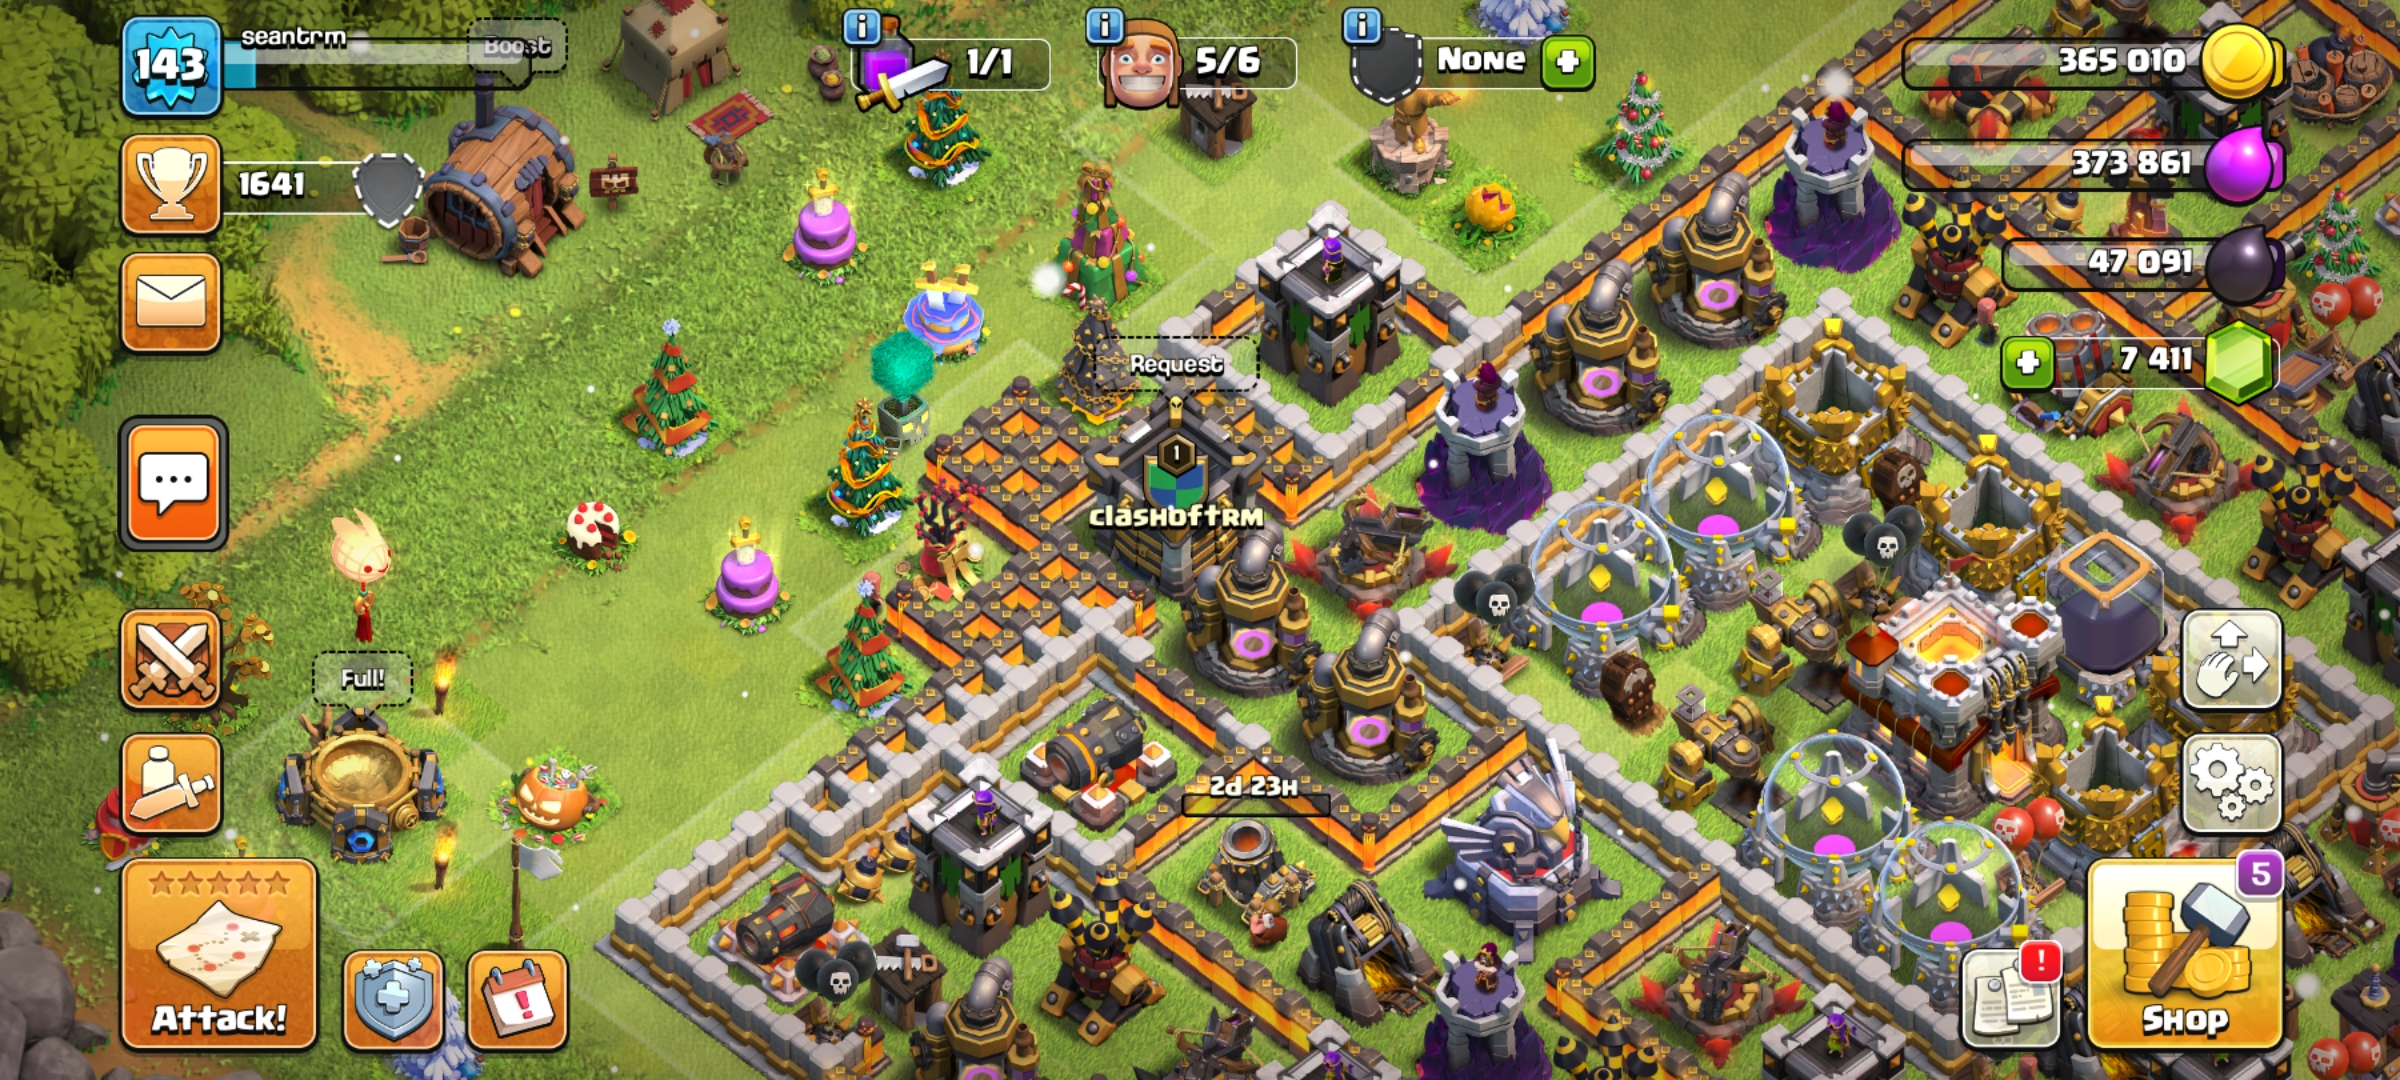 143
seantrm
Boost
1/1
5/6
None
365 010
1641
373 861
47 091
7 411
Request
1
clashoftRM
Full!
2d 23H
5
Attack!
!
!
Shop